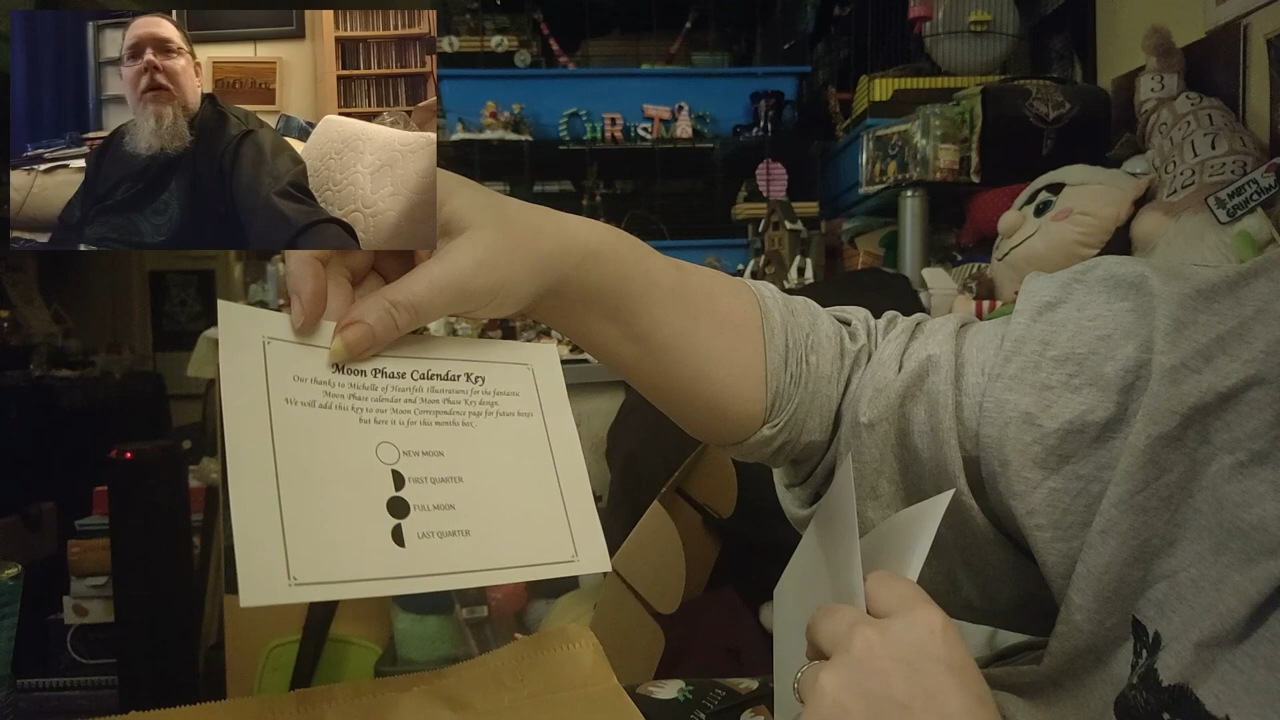 CHRISTMAS
3
9
21
17
22 23
MERRY
GRINCHM
Moon Phase Calendar Key
Our thanks to Michelle of Heartfelt Illustrations for the fantastic
Moon Phase calendar and Moon Phase Key design.
We will add this key to our Moon Correspondence page for future boxes
but here it is for this months box.
NEW MOON
FIRST QUARTER
FULL MOON
LAST QUARTER